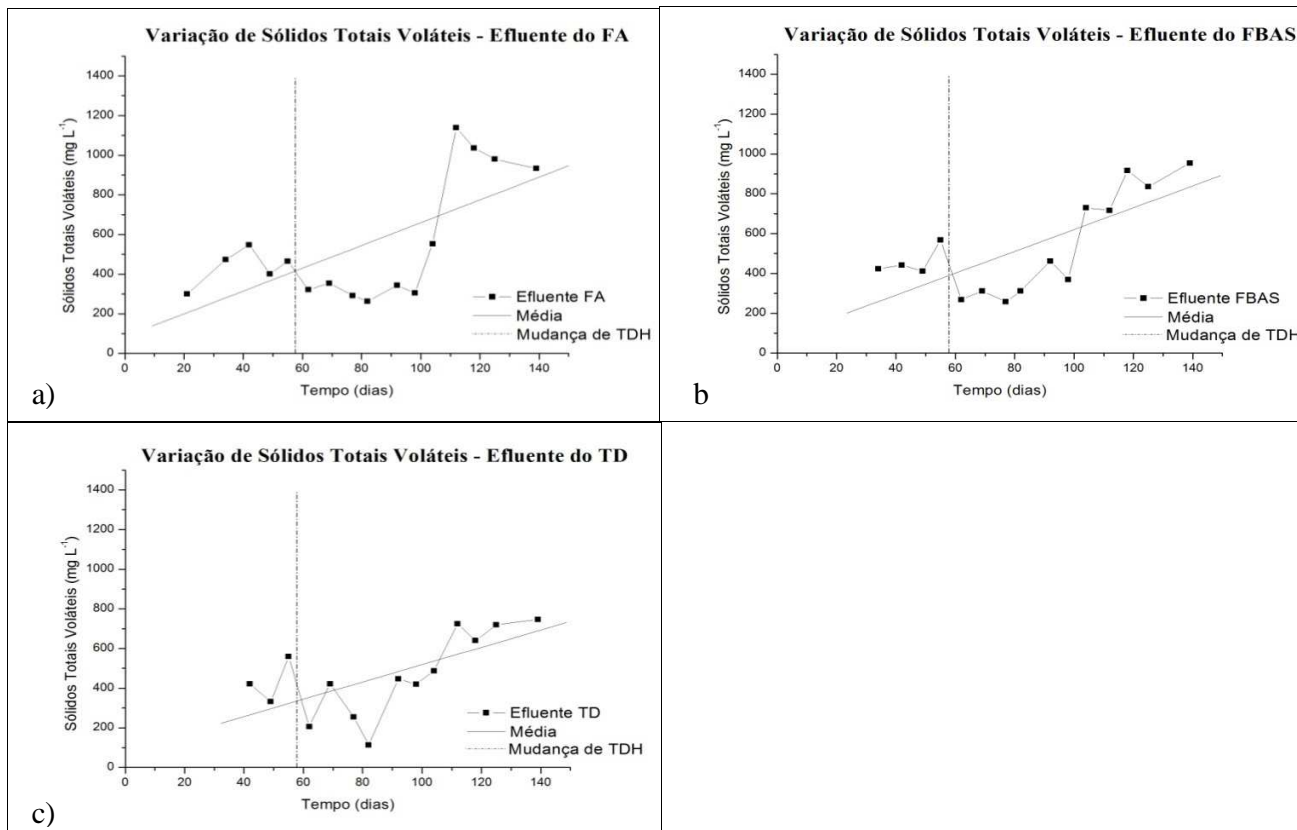 Variação de Sólidos Totais Voláteis - Efluente do FA
Sólidos Totais Voláteis (mg L⁻¹)
1400
1200
1000
800
600
400
200
0
0 20 40 60 80 100 120 140
Tempo (dias)
Efluente FA
Média
Mudança de TDH
a)
Variação de Sólidos Totais Voláteis - Efluente do FBAS
Sólidos Totais Voláteis (mg L⁻¹)
1400
1200
1000
800
600
400
200
0
0 20 40 60 80 100 120 140
Tempo (dias)
Efluente FBAS
Média
Mudança de TDH
b
Variação de Sólidos Totais Voláteis - Efluente do TD
Sólidos Totais Voláteis (mg L⁻¹)
1400
1200
1000
800
600
400
200
0
0 20 40 60 80 100 120 140
Tempo (dias)
Efluente TD
Média
Mudança de TDH
c)